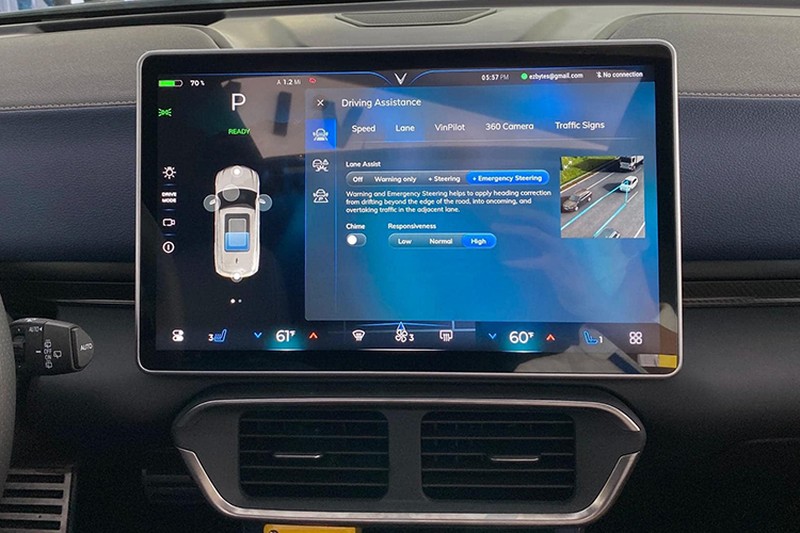 70 %
A 1.2 Mi
05:57 PM
ezbytes@gmail.com
No connection
P
READY
DRIVE
MODE
Driving Assistance
Speed Lane VinPilot 360 Camera Traffic Signs
Lane Assist
Off Warning only + Steering + Emergency Steering
Warning and Emergency Steering helps to apply heading correction
from drifting beyond the edge of the road, into oncoming, and
overtaking traffic in the adjacent lane.
Chime Responsiveness
Low Normal High
3 61°F 3 60°F 1
AUTO
AUTO